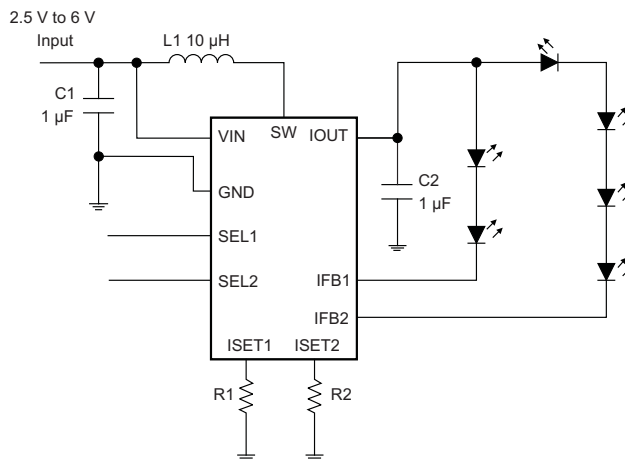 2.5 V to 6 V
Input
L1 10 µH
C1
1 µF
VIN
SW
IOUT
GND
C2
1 µF
SEL1
SEL2
IFB1
IFB2
ISET1
ISET2
R1
R2